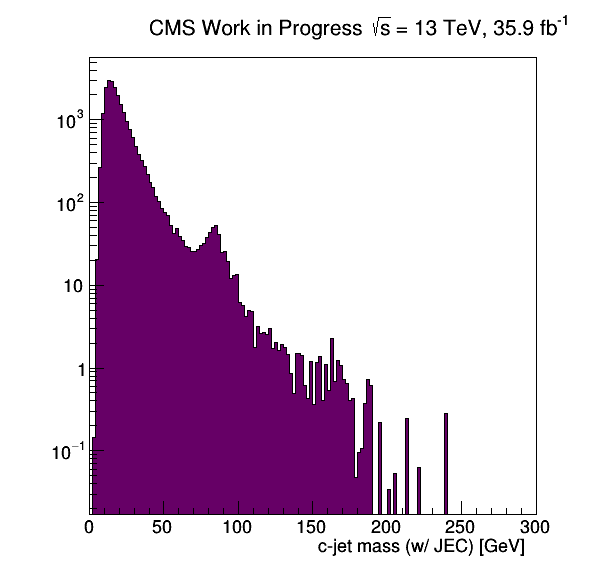 CMS Work in Progress √s = 13 TeV, 35.9 fb⁻¹
10³
10²
10
1
10⁻¹
0 50 100 150 200 250 300
c-jet mass (w/ JEC) [GeV]